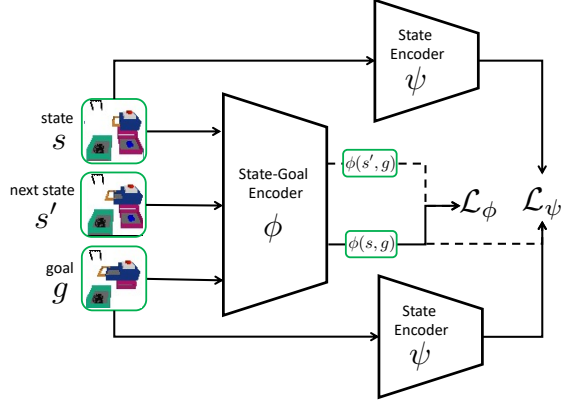 State
Encoder
ψ
state
s
next state
s′
goal
g
State-Goal
Encoder
ϕ
ϕ(s′, g)
ϕ(s, g)
ℒϕ
ℒψ
State
Encoder
ψ